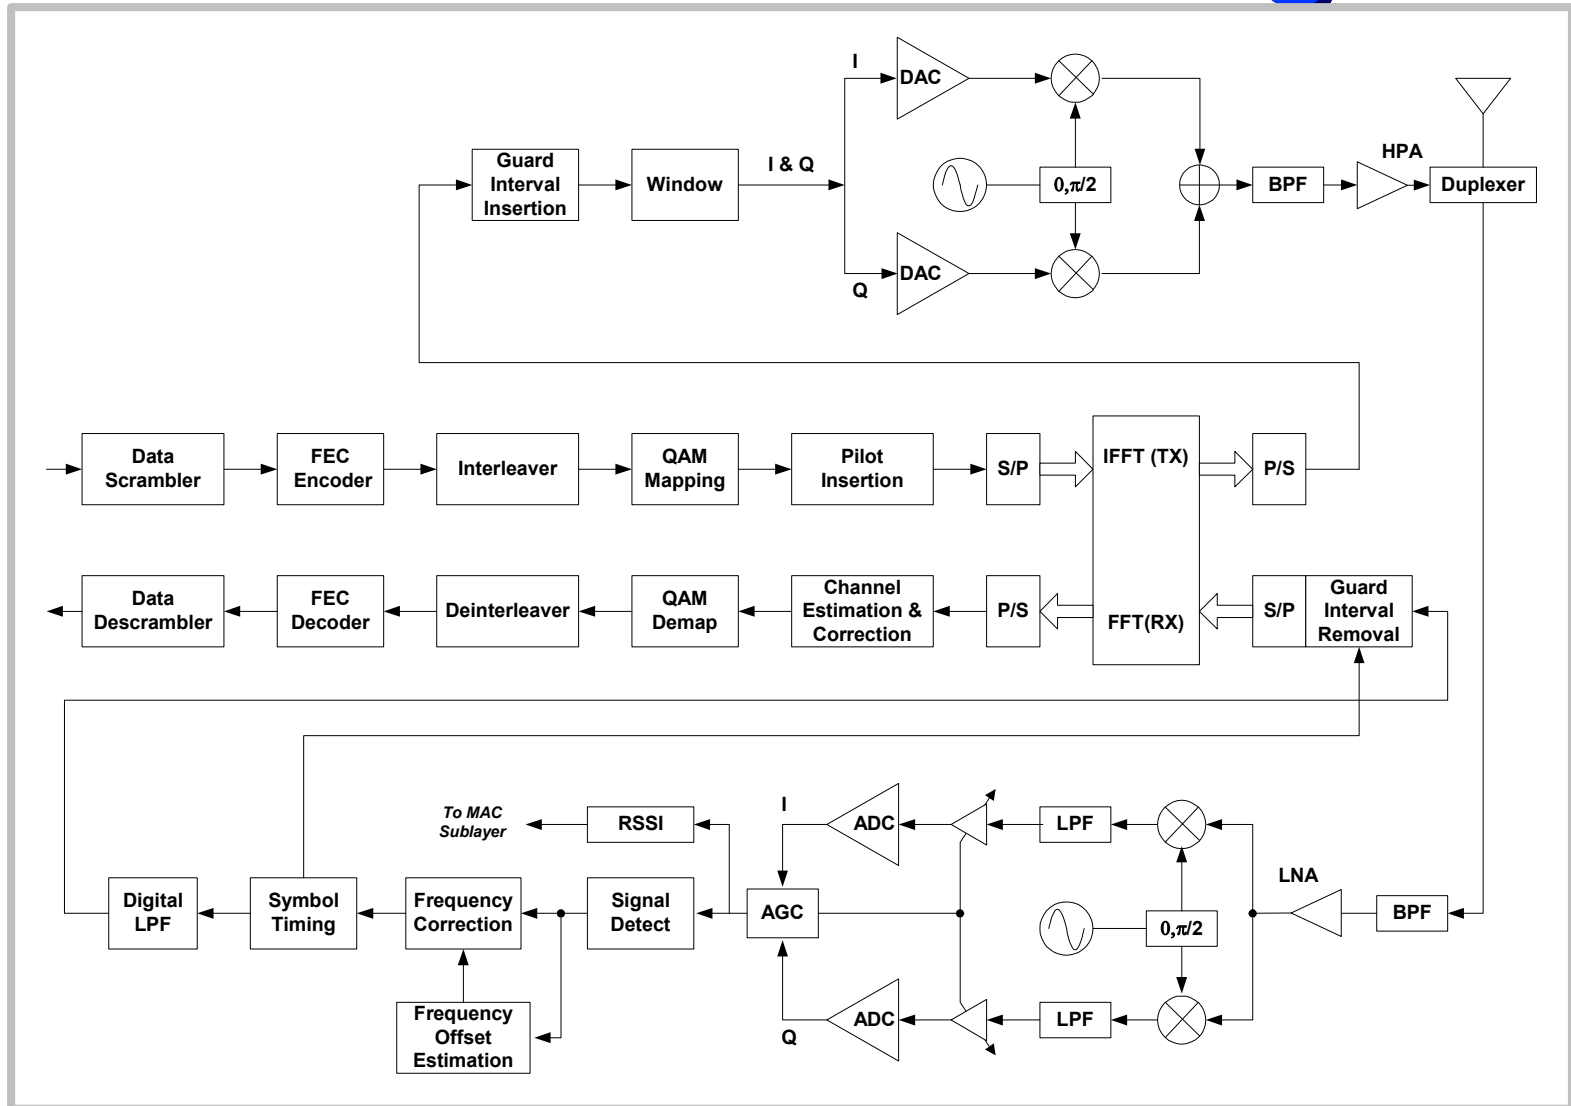 I
DAC
HPA
Guard
Interval
Insertion
Window
I & Q
0,π/2
BPF
Duplexer
DAC
Q
Data
Scrambler
FEC
Encoder
Interleaver
QAM
Mapping
Pilot
Insertion
S/P
IFFT (TX)
P/S
Data
Descrambler
FEC
Decoder
Deinterleaver
QAM
Demap
Channel
Estimation &
Correction
P/S
FFT(RX)
S/P
Guard
Interval
Removal
To MAC
Sublayer
RSSI
I
ADC
LPF
LNA
Digital
LPF
Symbol
Timing
Frequency
Correction
Signal
Detect
AGC
0,π/2
BPF
Frequency
Offset
Estimation
Q
ADC
LPF